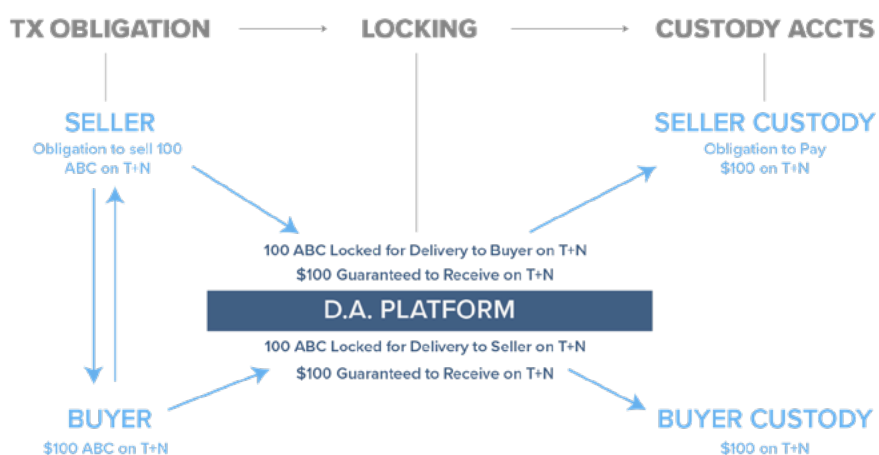 TX OBLIGATION
LOCKING
CUSTODY ACCTS
SELLER
Obligation to sell 100
ABC on T+N
SELLER CUSTODY
Obligation to Pay
$100 on T+N
100 ABC Locked for Delivery to Buyer on T+N
$100 Guaranteed to Receive on T+N
D.A. PLATFORM
100 ABC Locked for Delivery to Seller on T+N
$100 Guaranteed to Receive on T+N
BUYER
$100 ABC on T+N
BUYER CUSTODY
$100 on T+N